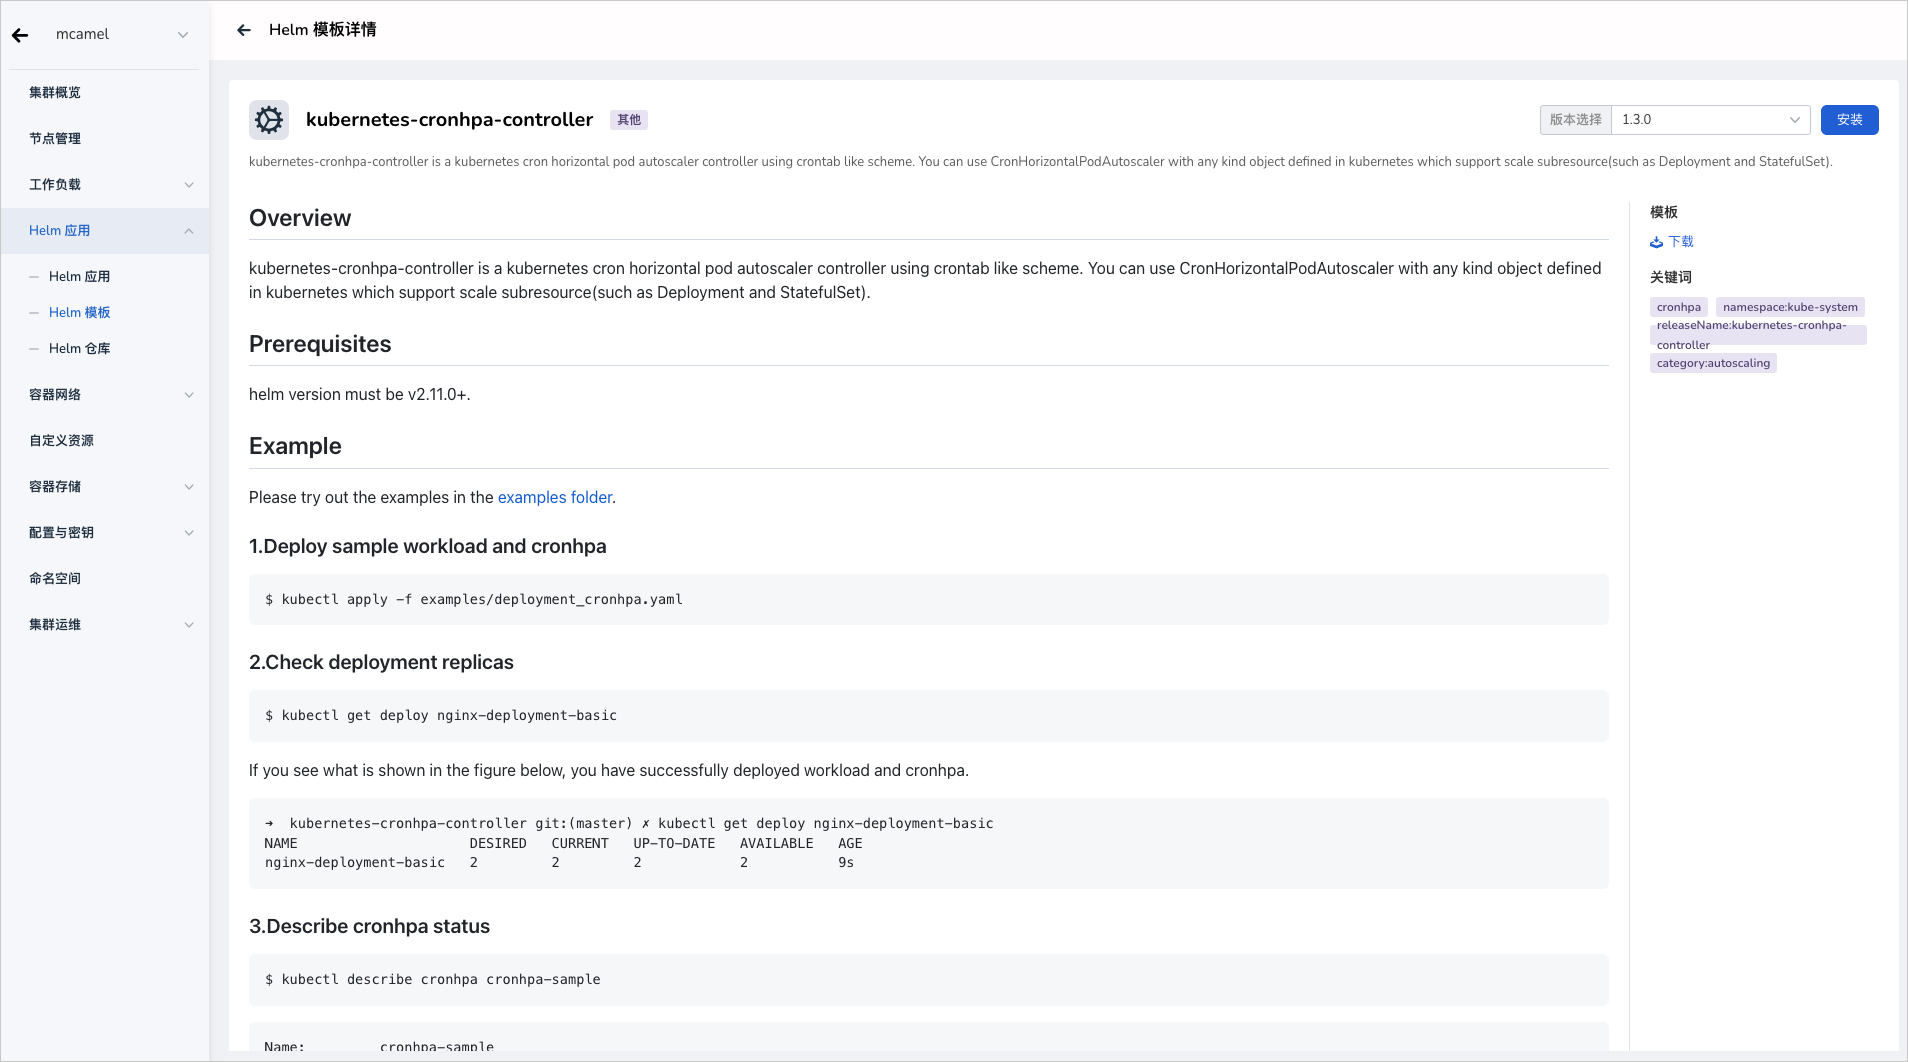 mcamel
集群概览
节点管理
工作负载
Helm 应用
Helm 应用
Helm 模板
Helm 仓库
容器网络
自定义资源
容器存储
配置与密钥
命名空间
集群运维
Helm 模板详情
kubernetes-cronhpa-controller 其他
版本选择 1.3.0 安装
kubernetes-cronhpa-controller is a kubernetes cron horizontal pod autoscaler controller using crontab like scheme. You can use CronHorizontalPodAutoscaler with any kind object defined in kubernetes which support scale subresource(such as Deployment and StatefulSet).
Overview
kubernetes-cronhpa-controller is a kubernetes cron horizontal pod autoscaler controller using crontab like scheme. You can use CronHorizontalPodAutoscaler with any kind object defined
in kubernetes which support scale subresource(such as Deployment and StatefulSet).
Prerequisites
helm version must be v2.11.0+.
Example
Please try out the examples in the examples folder.
1.Deploy sample workload and cronhpa
$ kubectl apply -f examples/deployment_cronhpa.yaml
2.Check deployment replicas
$ kubectl get deploy nginx-deployment-basic
If you see what is shown in the figure below, you have successfully deployed workload and cronhpa.
➜  kubernetes-cronhpa-controller git:(master) ✗ kubectl get deploy nginx-deployment-basic
NAME                     DESIRED   CURRENT   UP-TO-DATE   AVAILABLE   AGE
nginx-deployment-basic   2         2         2            2           9s
3.Describe cronhpa status
$ kubectl describe cronhpa cronhpa-sample
Name:         cronhpa-sample
模板
下载
关键词
cronhpa namespace:kube-system
releaseName:kubernetes-cronhpa-
controller
category:autoscaling